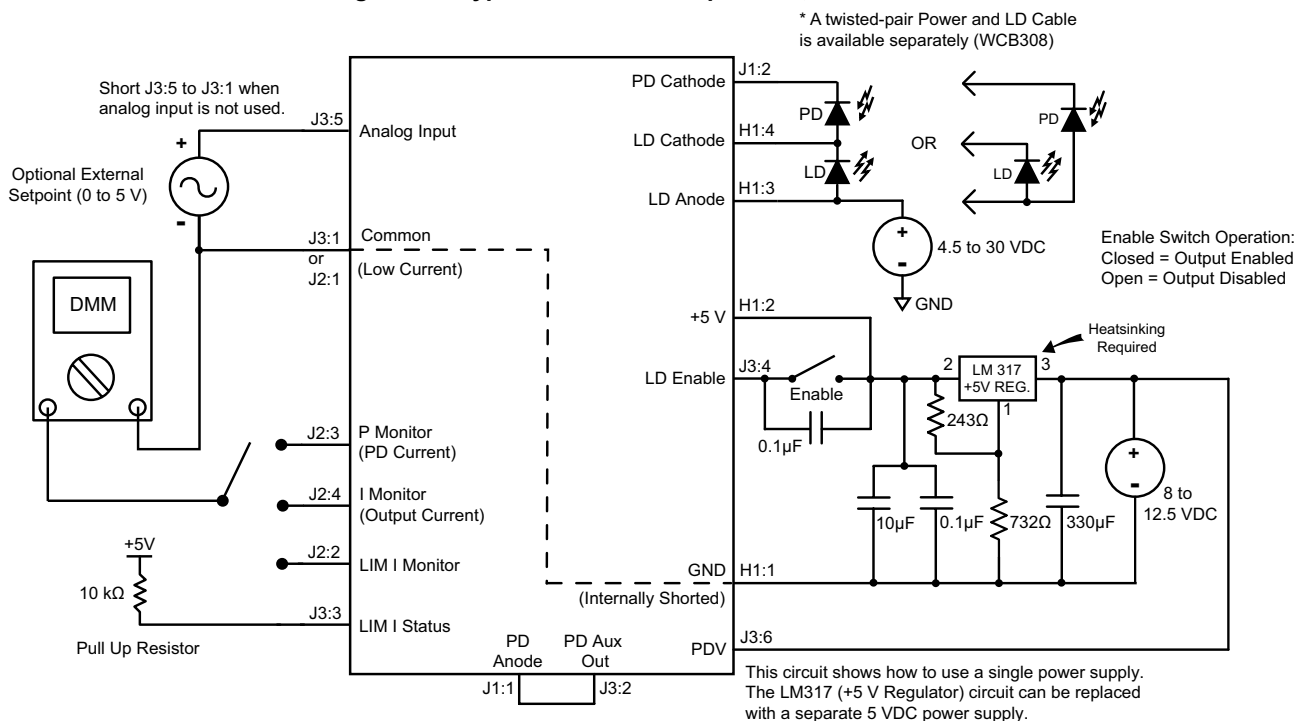 * A twisted-pair Power and LD Cable
is available separately (WCB308)
Short J3:5 to J3:1 when
analog input is not used.
J3:5
Analog Input
+
Optional External
Setpoint (0 to 5 V)
-
J3:1
or
J2:1
Common
(Low Current)
DMM
J2:3
P Monitor
(PD Current)
J2:4
I Monitor
(Output Current)
J2:2
LIM I Monitor
+5V
10 kΩ
J3:3
LIM I Status
Pull Up Resistor
PD
Anode
PD Aux
Out
J1:1
J3:2
PD Cathode
J1:2
PD
LD Cathode
H1:4
LD
LD Anode
H1:3
OR
PD
LD
+
-
4.5 to 30 VDC
GND
Enable Switch Operation:
Closed = Output Enabled
Open = Output Disabled
+5 V
H1:2
LD Enable
J3:4
Enable
0.1µF
2
LM 317
+5V REG.
3
1
Heatsinking
Required
243Ω
10µF
0.1µF
732Ω
330µF
+
-
8 to
12.5 VDC
GND
H1:1
(Internally Shorted)
PDV
J3:6
This circuit shows how to use a single power supply.
The LM317 (+5 V Regulator) circuit can be replaced
with a separate 5 VDC power supply.